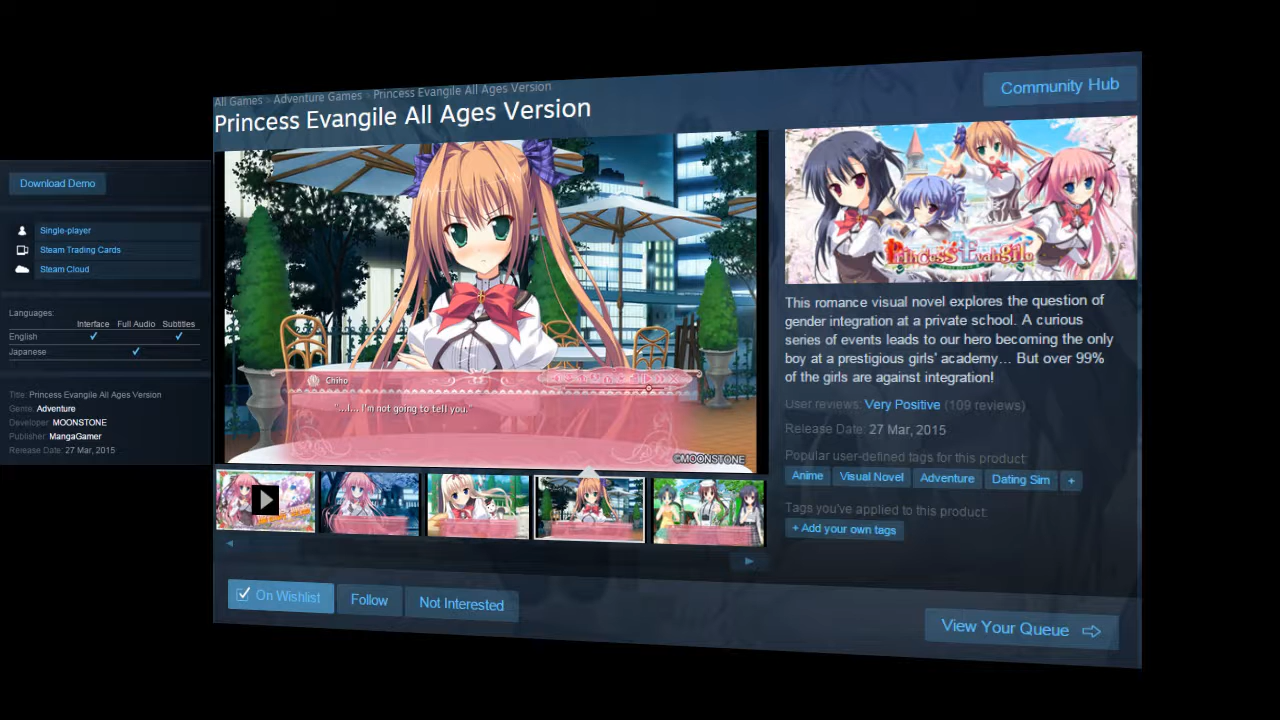 Download Demo
Single-player
Steam Trading Cards
Steam Cloud
Languages:
Interface Full Audio Subtitles
English
Japanese
Title: Princess Evangile All Ages Version
Genre: Adventure
Developer: MOONSTONE
Publisher: MangaGamer
Release Date: 27 Mar, 2015
All Games > Adventure Games > Princess Evangile All Ages Version
Princess Evangile All Ages Version
Community Hub
Chiho
"...I... I'm not going to tell you."
©MOONSTONE
Princess Evangile
This romance visual novel explores the question of
gender integration at a private school. A curious
series of events leads to our hero becoming the only
boy at a prestigious girls' academy... But over 99%
of the girls are against integration!
User reviews: Very Positive (109 reviews)
Release Date: 27 Mar, 2015
Popular user-defined tags for this product:
Anime Visual Novel Adventure Dating Sim +
Tags you've applied to this product:
+ Add your own tags
On Wishlist Follow Not Interested
View Your Queue